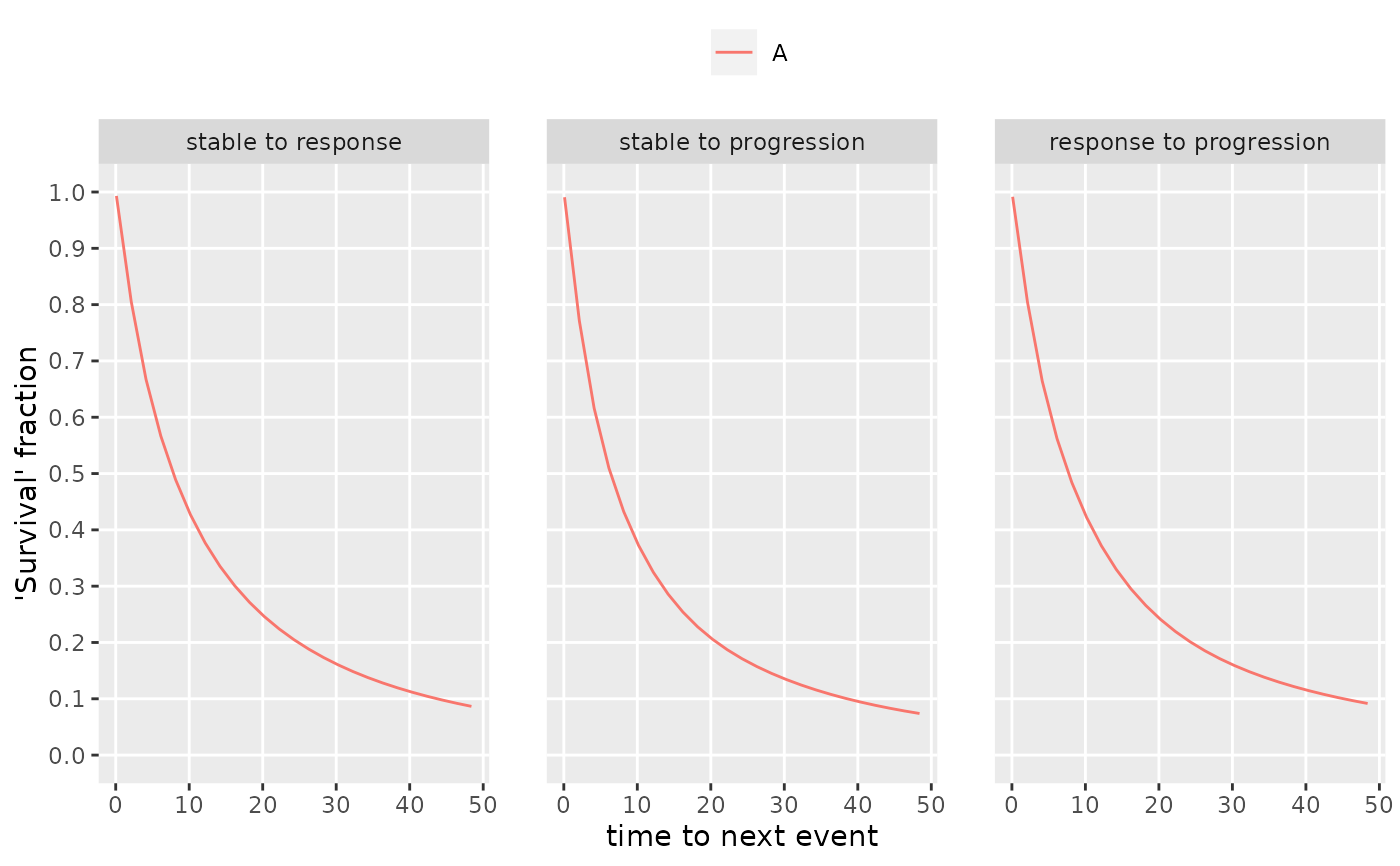 A
stable to response
stable to progression
response to progression
'Survival' fraction
1.0
0.9
0.8
0.7
0.6
0.5
0.4
0.3
0.2
0.1
0.0
0 10 20 30 40 50
0 10 20 30 40 50
0 10 20 30 40 50
time to next event